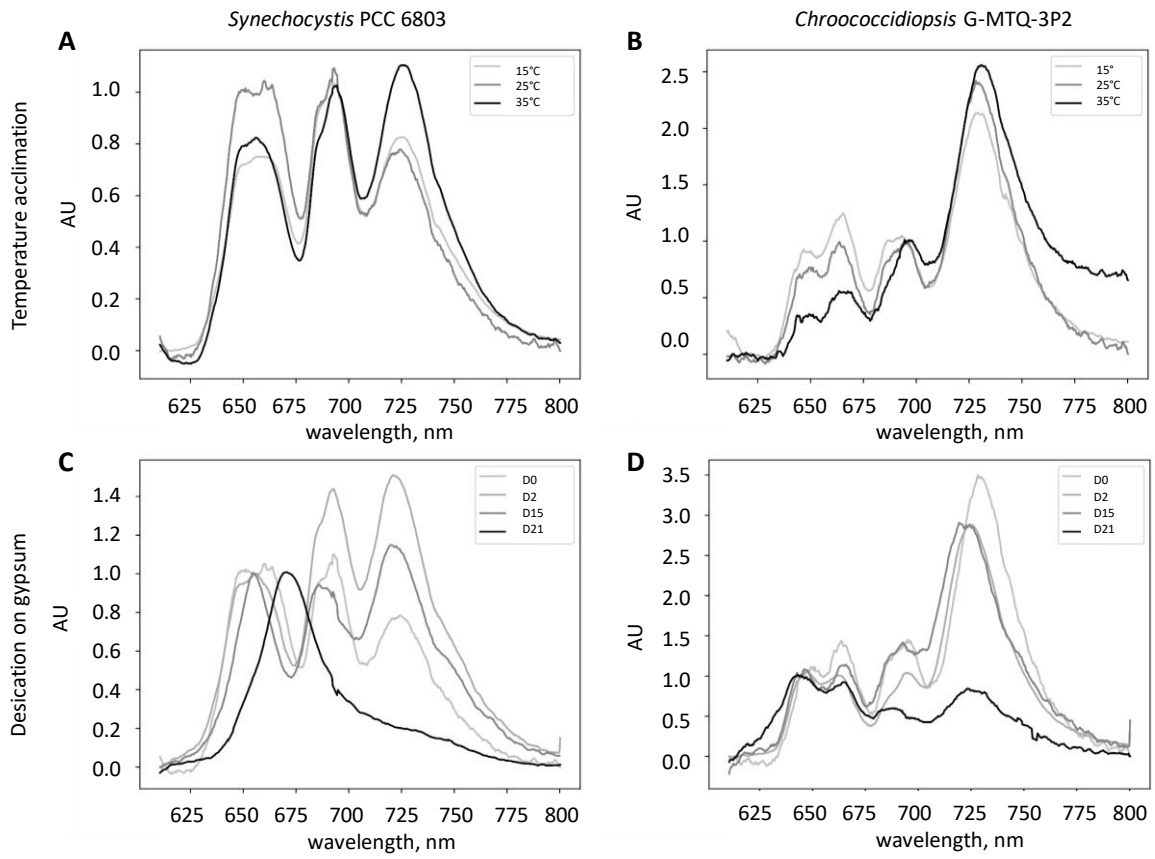 Synechocystis PCC 6803
Chroococcidiopsis G-MTQ-3P2
Temperature acclimation
A
AU
1.0
0.8
0.6
0.4
0.2
0.0
15°C
25°C
35°C
625 650 675 700 725 750 775 800
wavelength, nm
B
AU
2.5
2.0
1.5
1.0
0.5
0.0
15°
25°C
35°C
625 650 675 700 725 750 775 800
wavelength, nm
Desication on gypsum
C
AU
1.4
1.2
1.0
0.8
0.6
0.4
0.2
0.0
D0
D2
D15
D21
625 650 675 700 725 750 775 800
wavelength, nm
D
AU
3.5
3.0
2.5
2.0
1.5
1.0
0.5
0.0
D0
D2
D15
D21
625 650 675 700 725 750 775 800
wavelength, nm